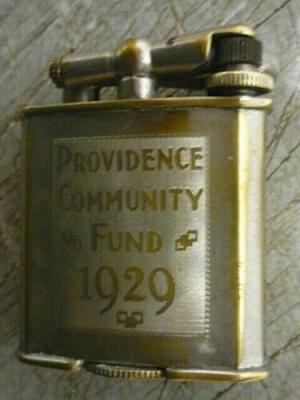 PROVIDENCE
COMMUNITY
FUND
1929